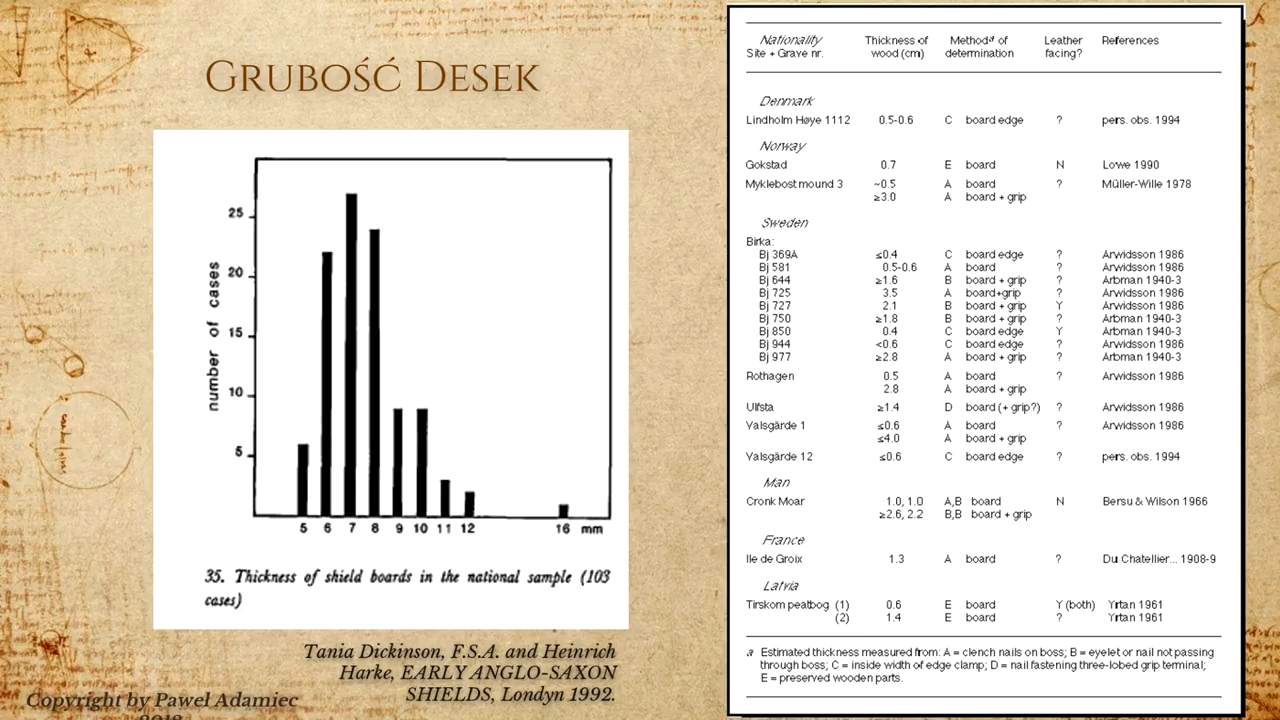 Grubość Desek
number of cases
25
20
15
10
5
5 6 7 8 9 10 11 12 16 mm
35. Thickness of shield boards in the national sample (103
cases)
Tania Dickinson, F.S.A. and Heinrich
Harke, EARLY ANGLO-SAXON
SHIELDS, Londyn 1992.
Copyright by Paweł Adamiec
2018
Nationality Thickness of Methodᵃ of Leather References
Site + Grave nr. wood (cm) determination facing?
Denmark
Lindholm Høye 1112 0.5-0.6 C board edge ? pers. obs. 1994
Norway
Gokstad 0.7 E board N Lowe 1990
Myklebost mound 3 ~0.5 A board ? Müller-Wille 1978
≥3.0 A board + grip
Sweden
Birka:
Bj 369A ≤0.4 C board edge ? Arwidsson 1986
Bj 581 0.5-0.6 A board ? Arwidsson 1986
Bj 644 ≥1.6 B board + grip ? Arbman 1940-3
Bj 725 3.5 A board+grip ? Arwidsson 1986
Bj 727 2.1 B board + grip Y Arwidsson 1986
Bj 750 ≥1.8 B board + grip ? Arbman 1940-3
Bj 850 0.4 C board edge Y Arbman 1940-3
Bj 944 <0.6 C board edge ? Arwidsson 1986
Bj 977 ≥2.8 A board + grip ? Arbman 1940-3
Rothagen 0.5 A board ? Arwidsson 1986
2.8 A board + grip
Ulfsta ≥1.4 D board (+ grip?) ? Arwidsson 1986
Valsgärde 1 ≤0.6 A board ? Arwidsson 1986
≤4.0 A board + grip
Valsgärde 12 ≤0.6 C board edge ? pers. obs. 1994
Man
Cronk Moar 1.0, 1.0 A,B board N Bersu & Wilson 1966
≥2.6, 2.2 B,B board + grip
France
Ile de Groix 1.3 A board ? Du Chatellier... 1908-9
Latvia
Tirskom peatbog (1) 0.6 E board Y (both) Yrtan 1961
(2) 1.4 E board ? Yrtan 1961
a Estimated thickness measured from: A = clench nails on boss; B = eyelet or nail not passing
through boss; C = inside width of edge clamp; D = nail fastening three-lobed grip terminal;
E = preserved wooden parts.